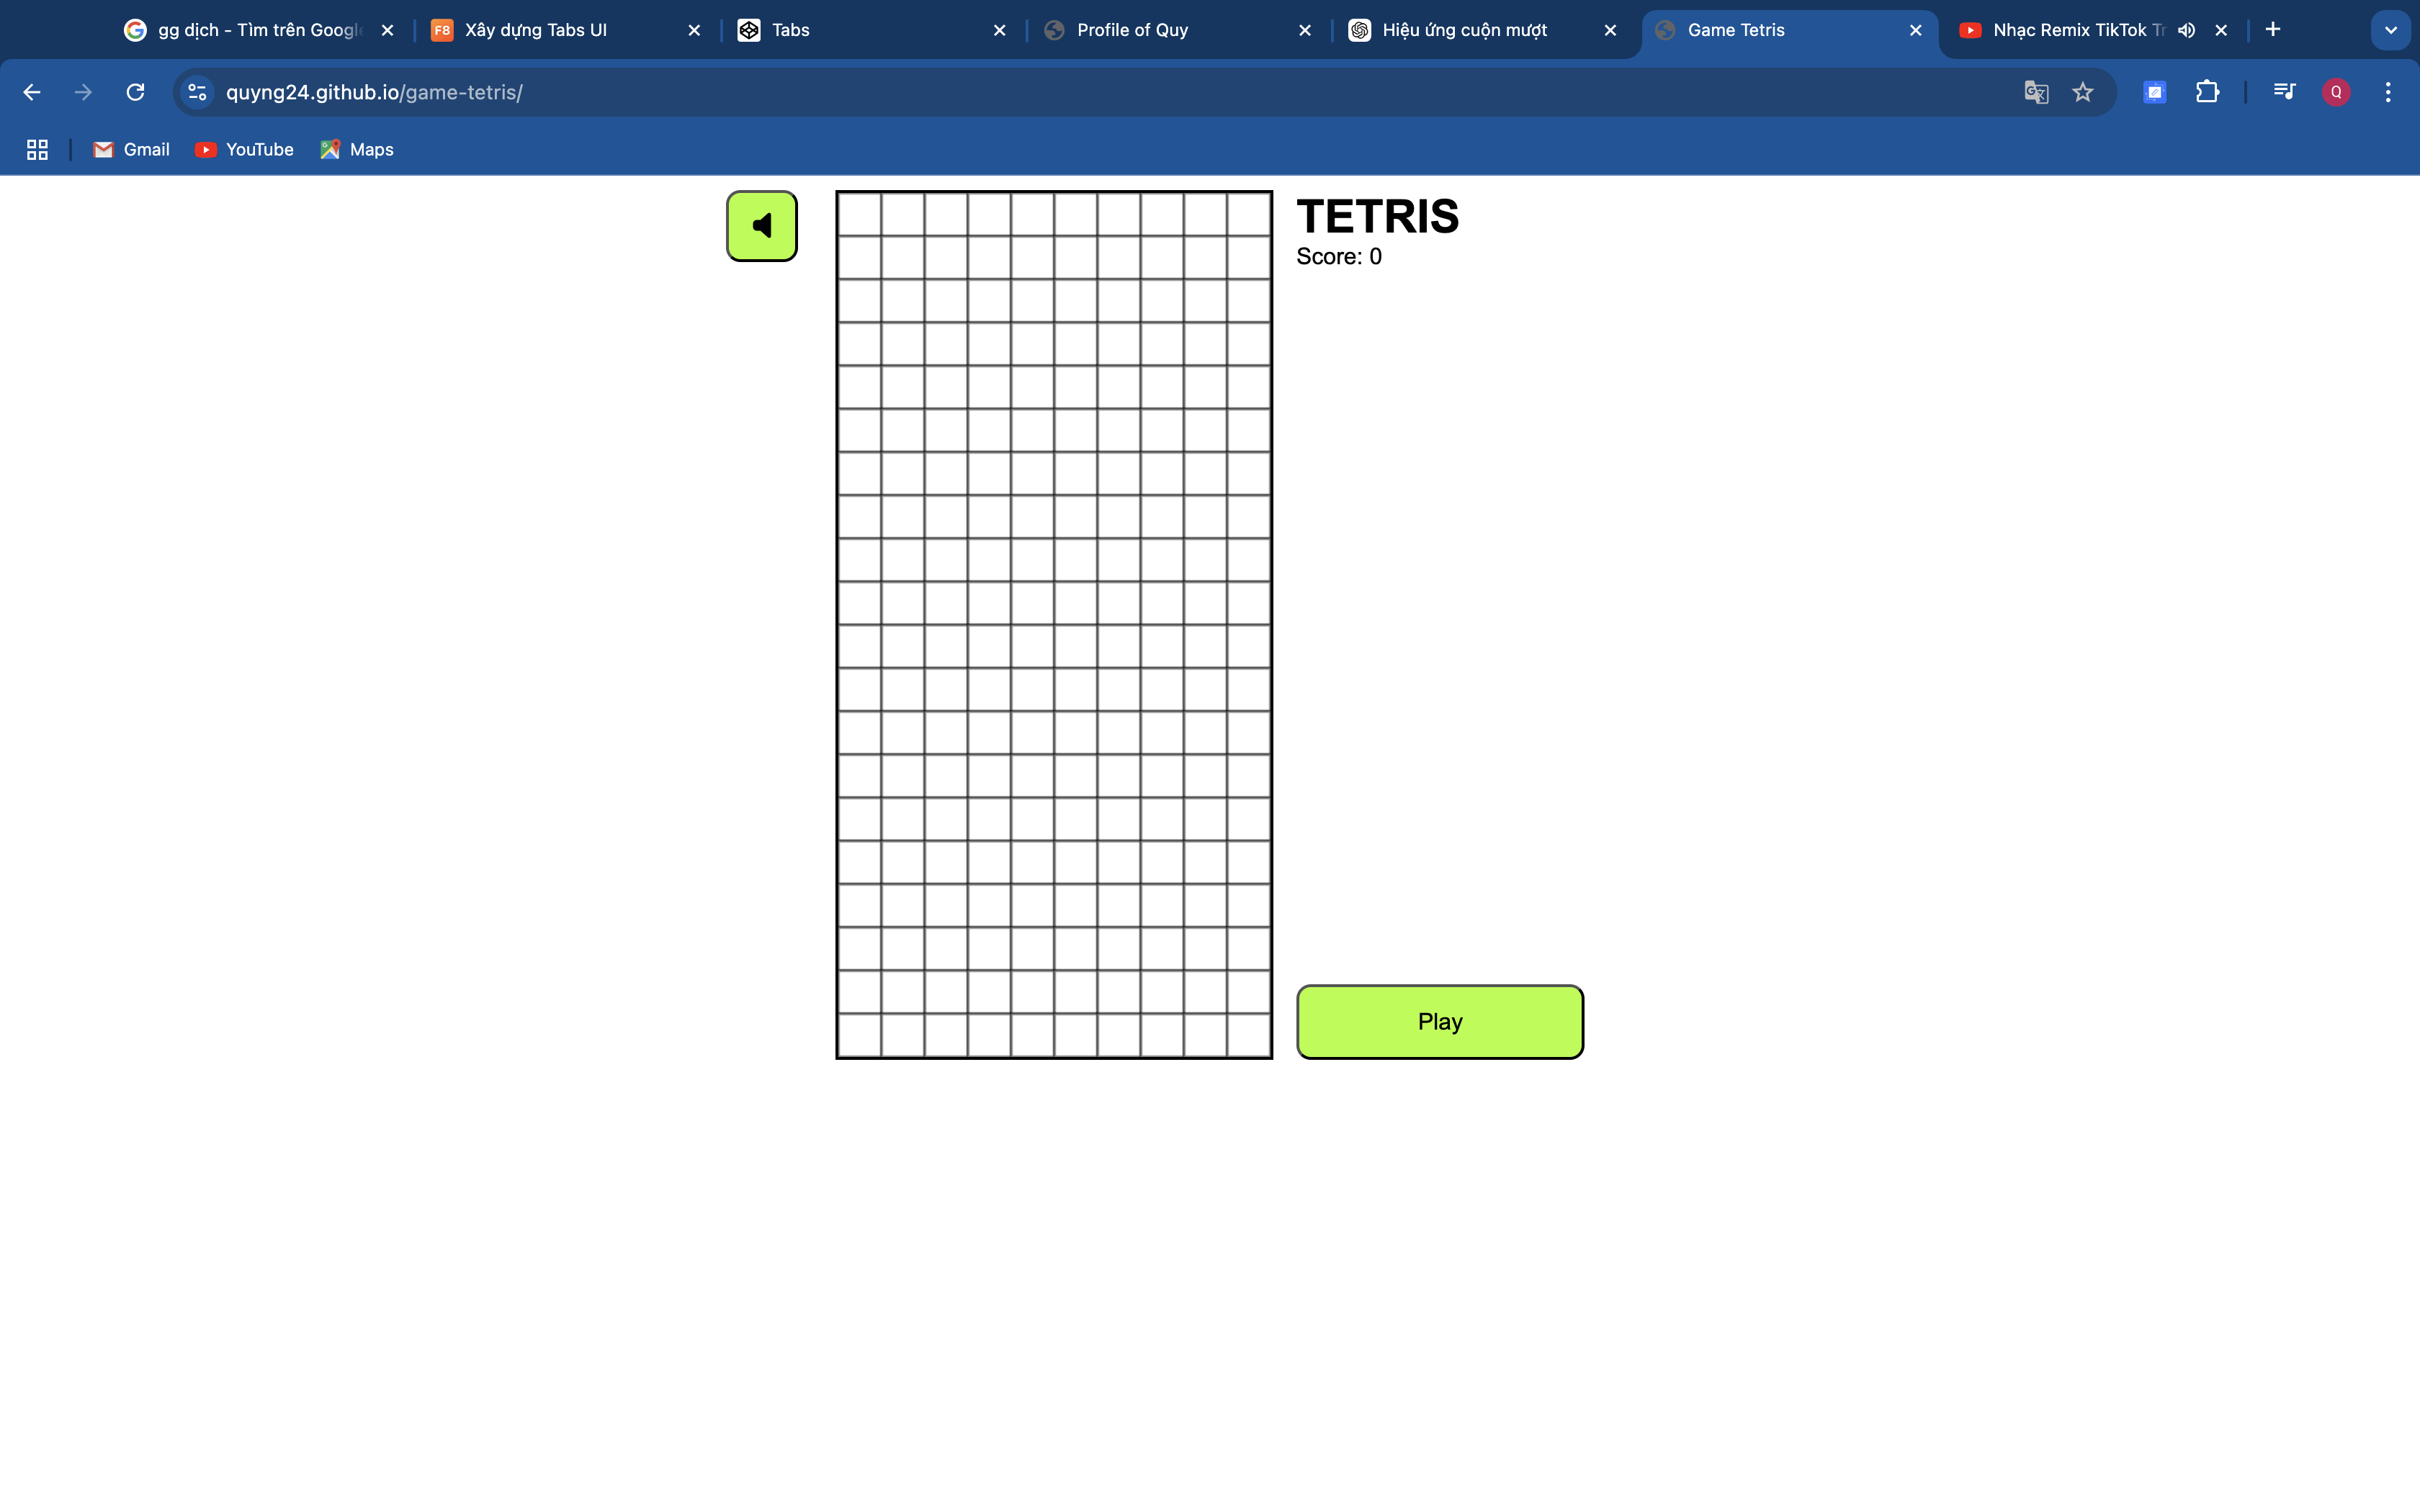 gg dịch - Tìm trên Google
F8 Xây dựng Tabs UI
Tabs
Profile of Quy
Hiệu ứng cuộn mượt
Game Tetris
Nhạc Remix TikTok Tr
quyng24.github.io/game-tetris/
Q
Gmail
YouTube
Maps
TETRIS
Score: 0
Play